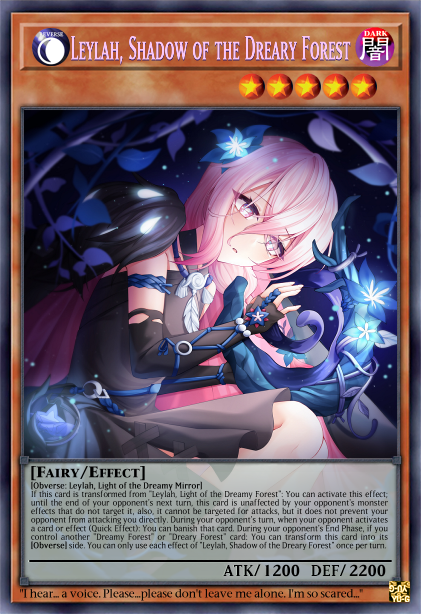 REVERSE
Leylah, Shadow of the Dreary Forest
DARK
闇
[Fairy/Effect]
[Obverse: Leylah, Light of the Dreamy Mirror]
If this card is transformed from "Leylah, Light of the Dreamy Forest": You can activate this effect;
until the end of your opponent's next turn, this card is unaffected by your opponent's monster
effects that do not target it, also, it cannot be targeted for attacks, but it does not prevent your
opponent from attacking you directly. During your opponent's turn, when your opponent activates
a card or effect (Quick Effect): You can banish that card. During your opponent's End Phase, if you
control another "Dreamy Forest" or "Dreary Forest" card: You can transform this card into its
[Obverse] side. You can only use each effect of "Leylah, Shadow of the Dreary Forest" once per turn.
ATK/ 1200 DEF/ 2200
"I hear... a voice. Please...please don't leave me alone. I'm so scared..."